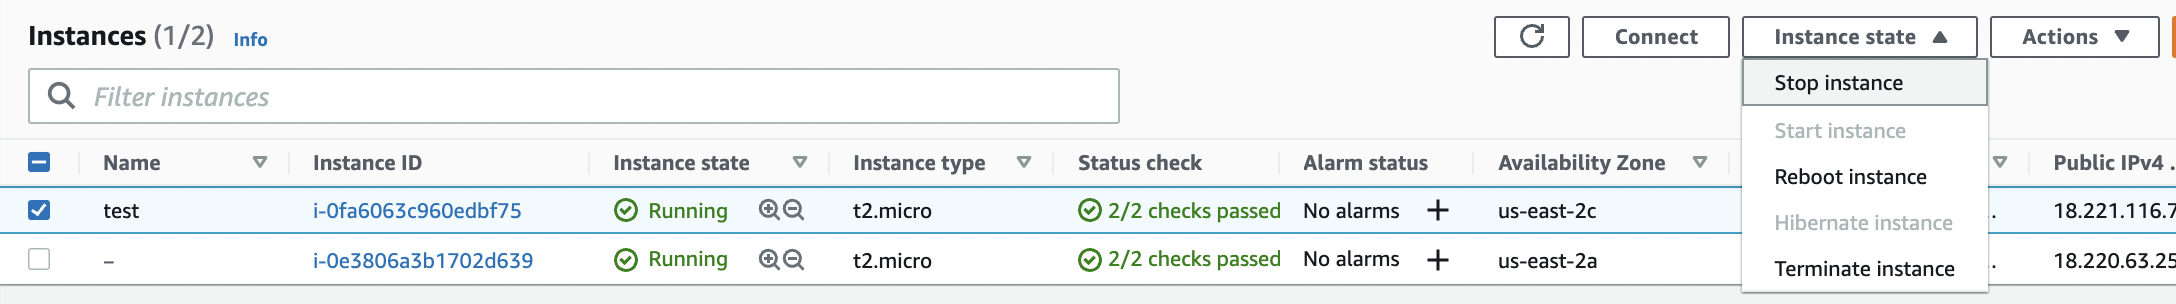 Instances (1/2) Info
Connect
Instance state
Actions
Filter instances
Stop instance
Start instance
Reboot instance
Hibernate instance
Terminate instance
Name Instance ID Instance state Instance type Status check Alarm status Availability Zone Public IPv4 ...
test i-0fa6063c960edbf75 Running t2.micro 2/2 checks passed No alarms + us-east-2c 18.221.116.7
– i-0e3806a3b1702d639 Running t2.micro 2/2 checks passed No alarms + us-east-2a 18.220.63.25